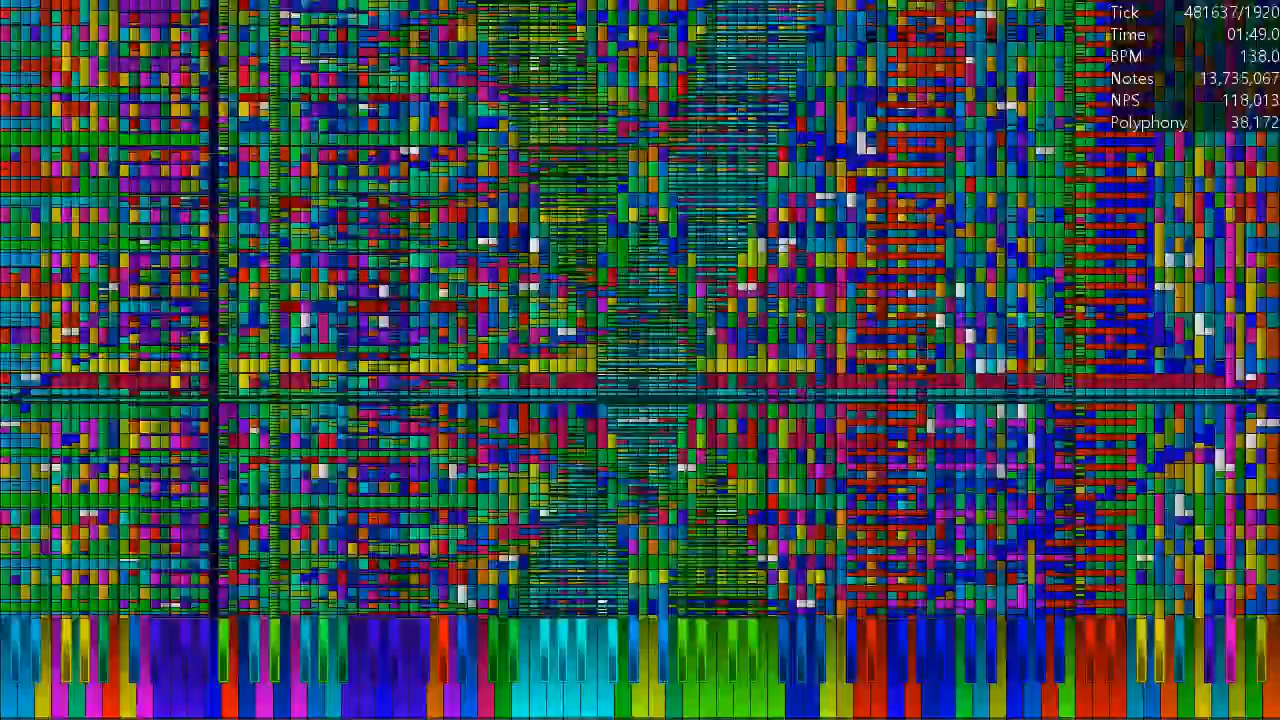 Tick 481637/1920
Time 01:49.0
BPM 138.0
Notes 13,735,067
NPS 118,013
Polyphony 38,172